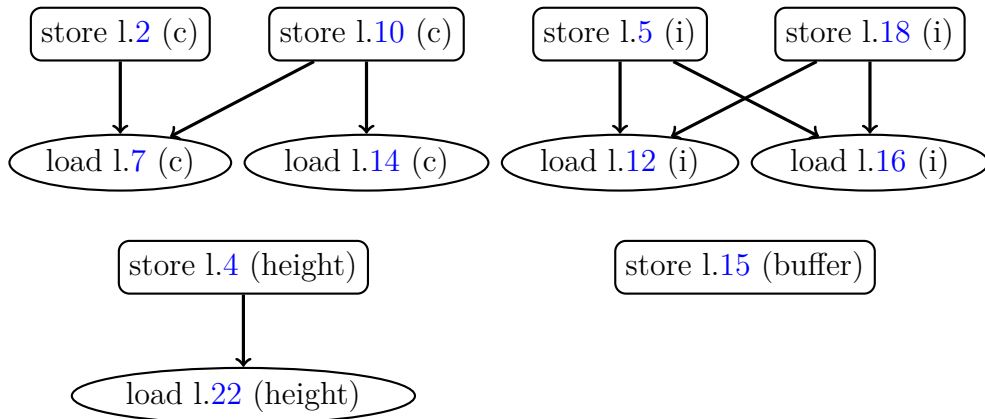 store l.2 (c)
store l.10 (c)
store l.5 (i)
store l.18 (i)
load l.7 (c)
load l.14 (c)
load l.12 (i)
load l.16 (i)
store l.4 (height)
store l.15 (buffer)
load l.22 (height)